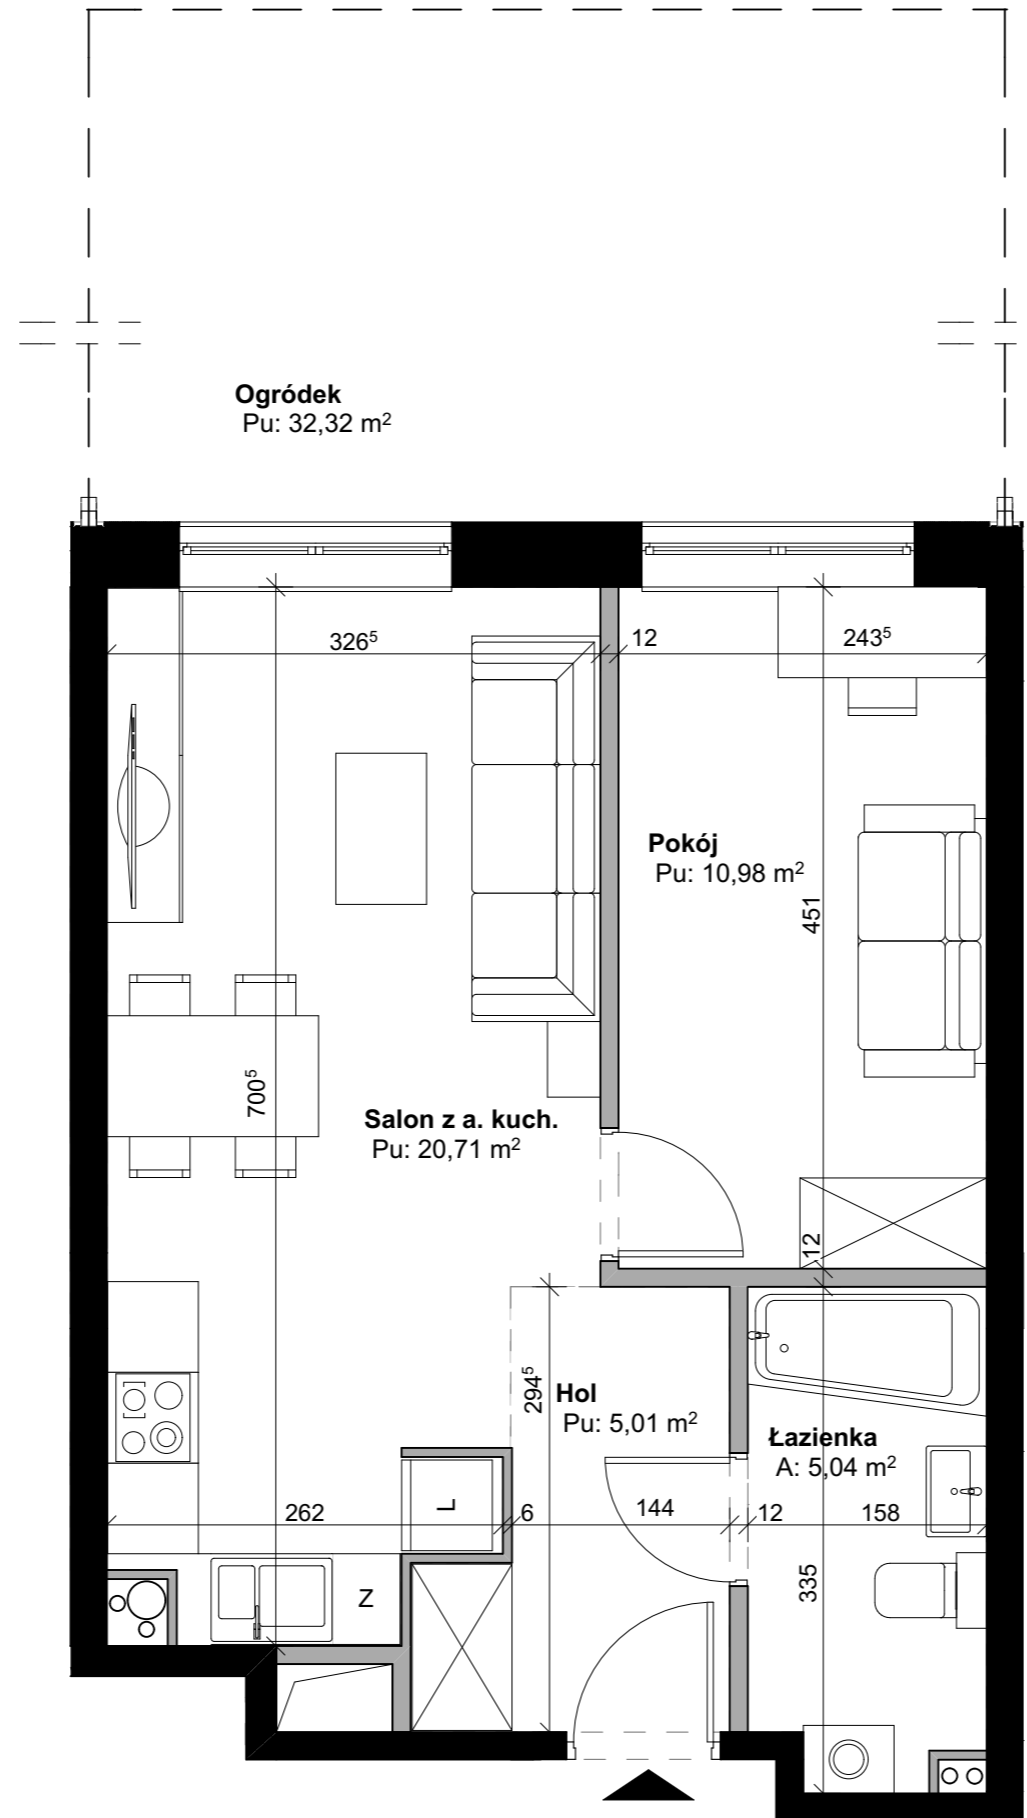 Ogródek
Pu: 32,32 m²
326⁵
12
243⁵
Pokój
Pu: 10,98 m²
451
700⁵
Salon z a. kuch.
Pu: 20,71 m²
12
294⁵
Hol
Pu: 5,01 m²
Łazienka
A: 5,04 m²
L
262
6
144
12
158
335
Z